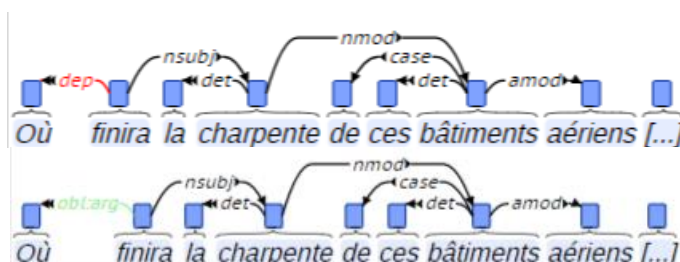 nmod
nsubj case
dep det det amod
Où finira la charpente de ces bâtiments aériens [...]
nmod
nsubj case
obl:arg det det amod
Où finira la charpente de ces bâtiments aériens [...]